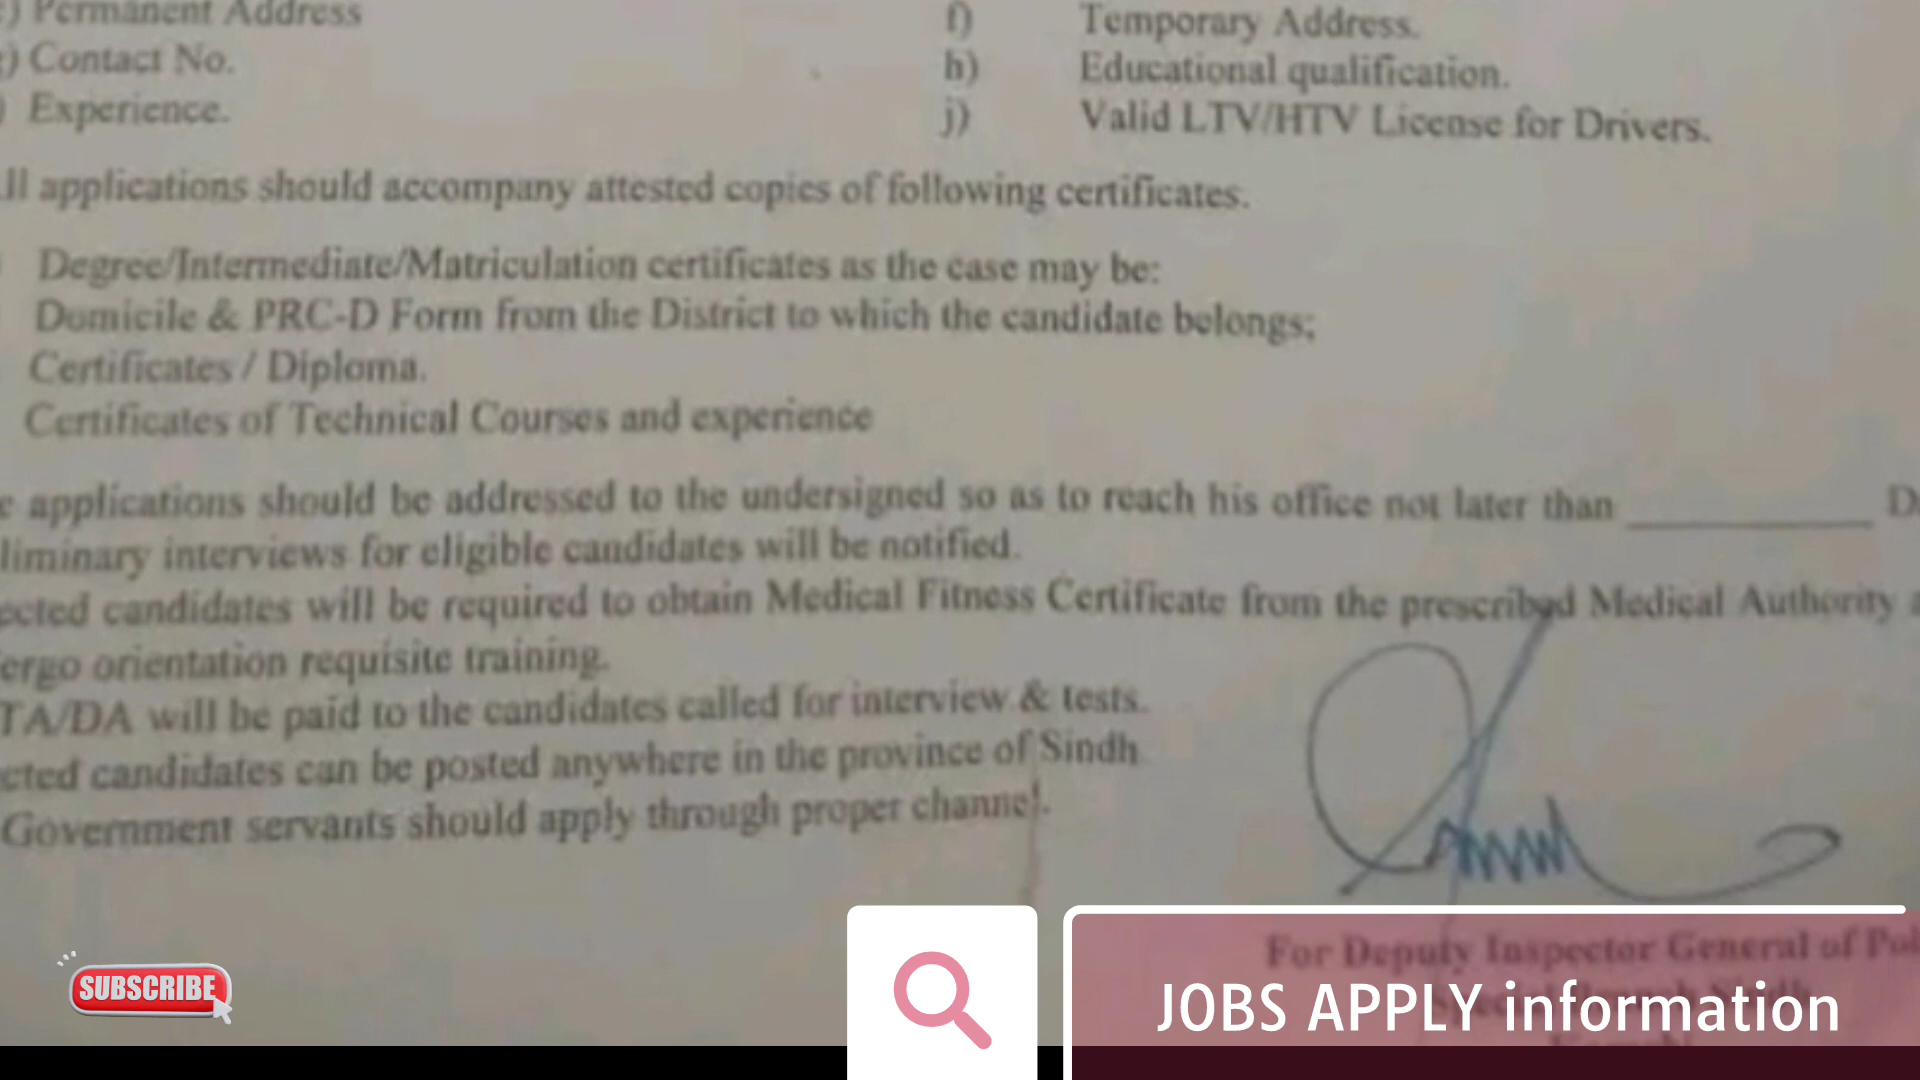 ) Permanent Address
f) Temporary Address.
) Contact No.
h) Educational qualification.
) Experience.
j) Valid LTV/HTV License for Drivers.
ll applications should accompany attested copies of following certificates.
Degree/Intermediate/Matriculation certificates as the case may be:
Domicile & PRC-D Form from the District to which the candidate belongs;
Certificates / Diploma.
Certificates of Technical Courses and experience
e applications should be addressed to the undersigned so as to reach his office not later than __________ D
liminary interviews for eligible candidates will be notified.
ected candidates will be required to obtain Medical Fitness Certificate from the prescribed Medical Authority a
ergo orientation requisite training.
TA/DA will be paid to the candidates called for interview & tests.
cted candidates can be posted anywhere in the province of Sindh
Government servants should apply through proper channel.
For Deputy Inspector General of Pol
SUBSCRIBE
JOBS APPLY information